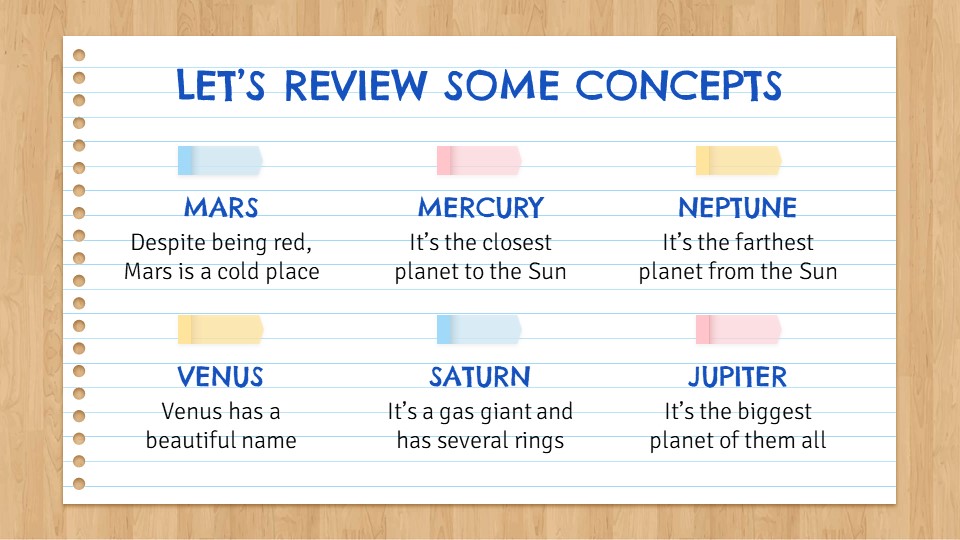 LET’S REVIEW SOME CONCEPTS
MARS
Despite being red,
Mars is a cold place
MERCURY
It’s the closest
planet to the Sun
NEPTUNE
It’s the farthest
planet from the Sun
VENUS
Venus has a
beautiful name
SATURN
It’s a gas giant and
has several rings
JUPITER
It’s the biggest
planet of them all